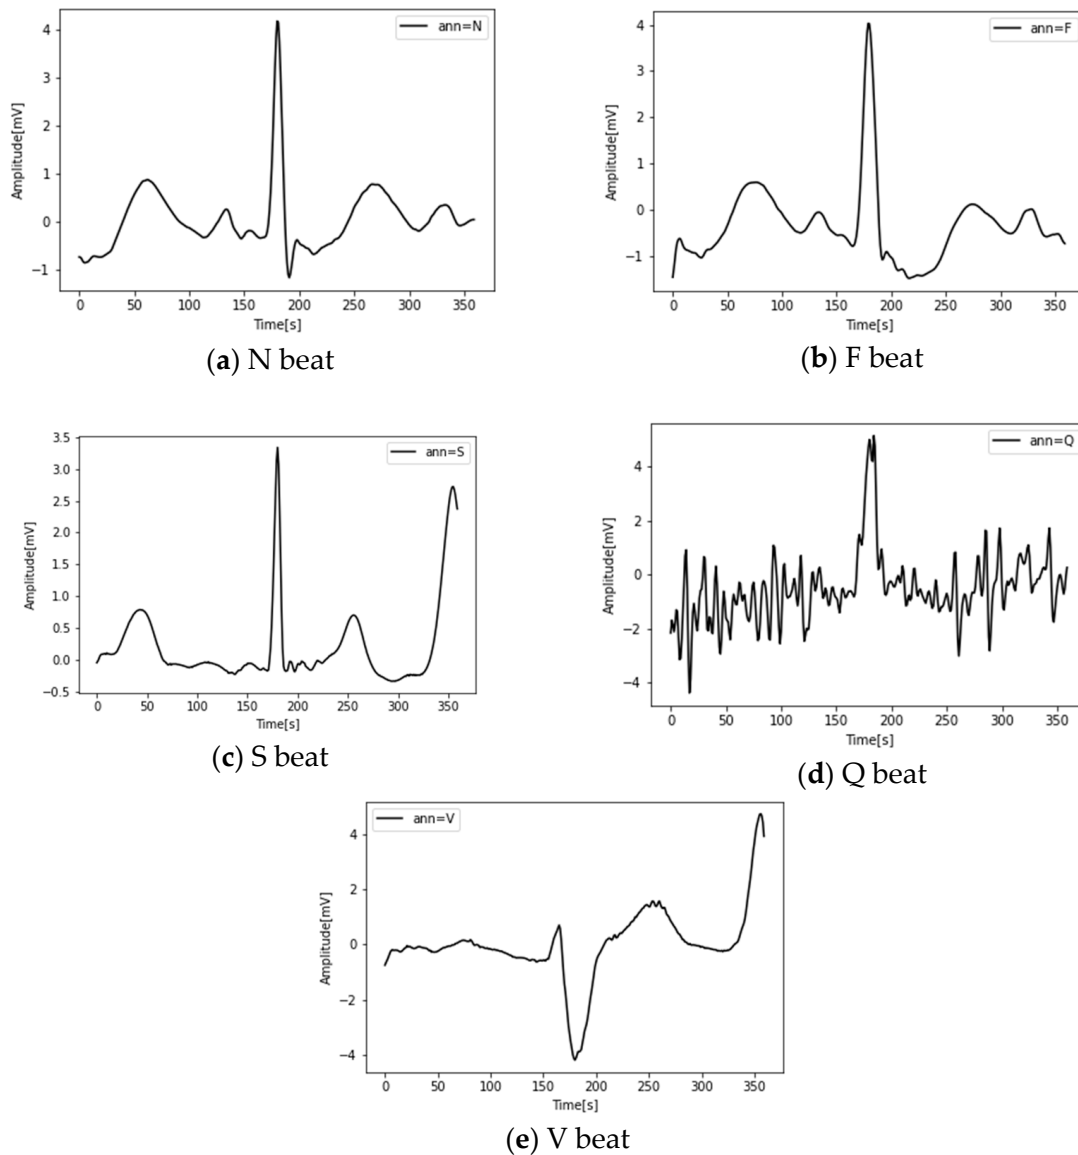 ann=N
Amplitude[mV]
4
3
2
1
0
−1
0 50 100 150 200 250 300 350
Time[s]
(a) N beat
ann=F
Amplitude[mV]
4
3
2
1
0
−1
0 50 100 150 200 250 300 350
Time[s]
(b) F beat
ann=S
Amplitude[mV]
3.5
3.0
2.5
2.0
1.5
1.0
0.5
0.0
−0.5
0 50 100 150 200 250 300 350
Time[s]
(c) S beat
ann=Q
Amplitude[mV]
4
2
0
−2
−4
0 50 100 150 200 250 300 350
Time[s]
(d) Q beat
ann=V
Amplitude[mV]
4
2
0
−2
−4
0 50 100 150 200 250 300 350
Time[s]
(e) V beat